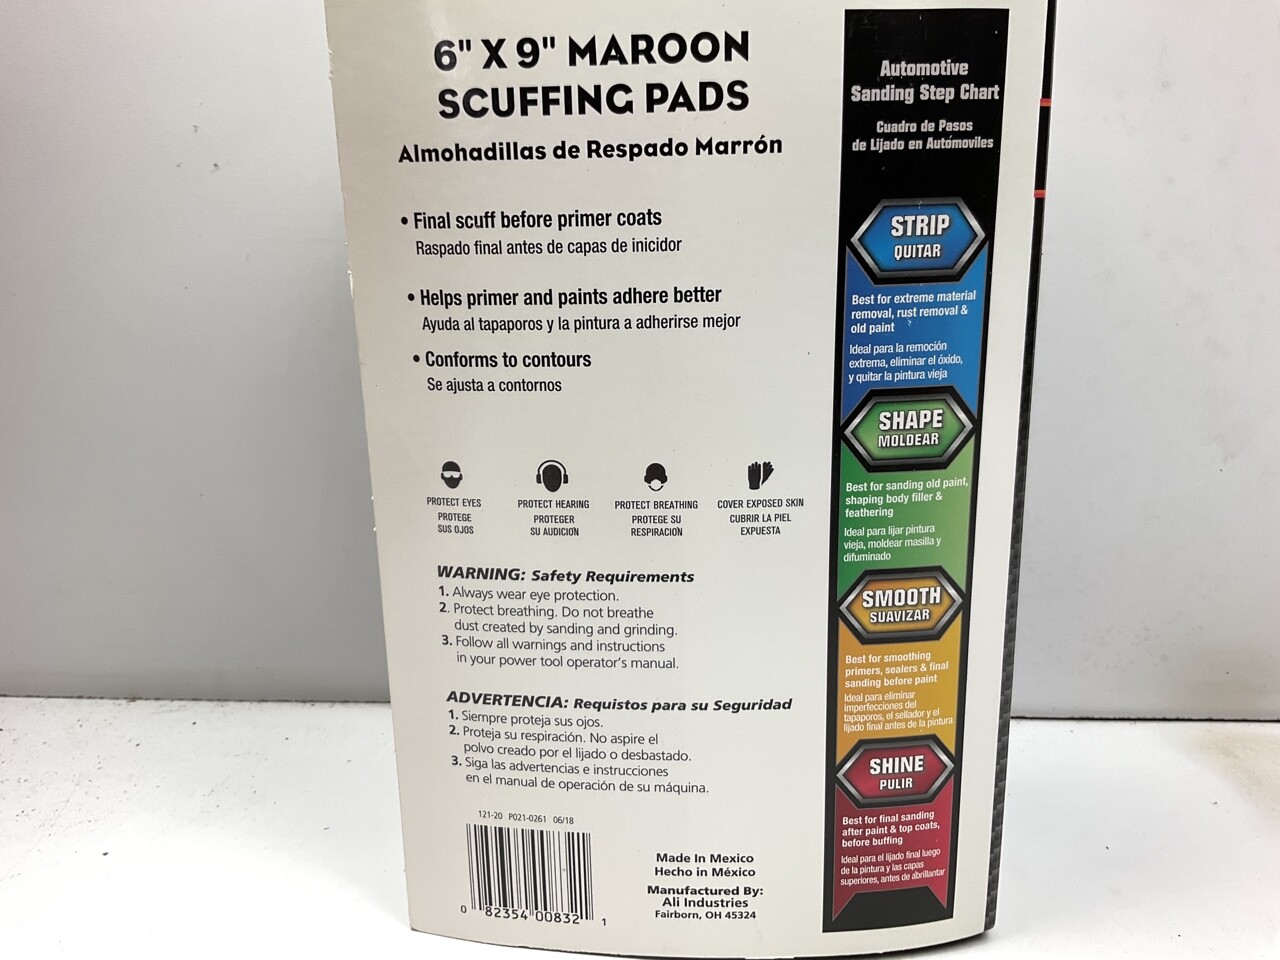 6" X 9" MAROON
SCUFFING PADS
Almohadillas de Respado Marrón
• Final scuff before primer coats
Raspado final antes de capas de inicidor
• Helps primer and paints adhere better
Ayuda al tapaporos y la pintura a adherirse mejor
• Conforms to contours
Se ajusta a contornos
PROTECT EYES
PROTEGE
SUS OJOS
PROTECT HEARING
PROTEGER
SU AUDICION
PROTECT BREATHING
PROTEGE SU
RESPIRACIÓN
COVER EXPOSED SKIN
CUBRIR LA PIEL
EXPUESTA
WARNING: Safety Requirements
1. Always wear eye protection.
2. Protect breathing. Do not breathe
dust created by sanding and grinding.
3. Follow all warnings and instructions
in your power tool operator's manual.
ADVERTENCIA: Requistos para su Seguridad
1. Siempre proteja sus ojos.
2. Proteja su respiración. No aspire el
polvo creado por el lijado o desbastado.
3. Siga las advertencias e instrucciones
en el manual de operación de su máquina.
121-20 P021-0261 06/18
0 82354 00832 1
Made In Mexico
Hecho in México
Manufactured By:
Ali Industries
Fairborn, OH 45324
Automotive
Sanding Step Chart
Cuadro de Pasos
de Lijado en Automóviles
STRIP
QUITAR
Best for extreme material
removal, rust removal &
old paint
Ideal para la remoción
extrema, eliminar el óxido,
y quitar la pintura vieja
SHAPE
MOLDEAR
Best for sanding old paint,
shaping body filler &
feathering
Ideal para lijar pintura
vieja, moldear masilla y
difuminado
SMOOTH
SUAVIZAR
Best for smoothing
primers, sealers & final
sanding before paint
Ideal para eliminar
imperfecciones del
tapaporos, el sellador y el
lijado final antes de la pintura
SHINE
PULIR
Best for final sanding
after paint & top coats,
before buffing
Ideal para el lijado final luego
de la pintura y las capas
superiores, antes de abrillantar